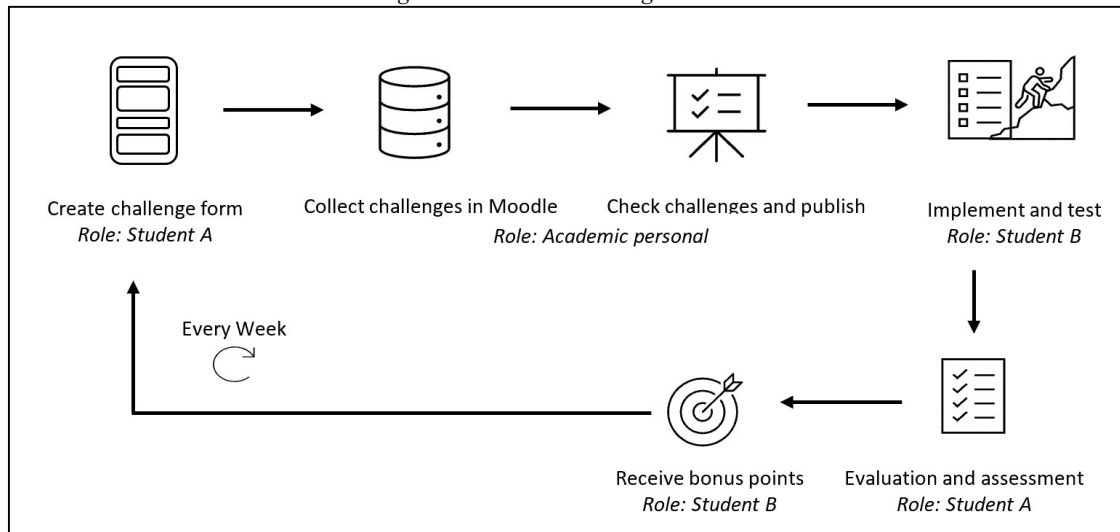 Create challenge form
Role: Student A
Collect challenges in Moodle
Check challenges and publish
Role: Academic personal
Implement and test
Role: Student B
Every Week
Receive bonus points
Role: Student B
Evaluation and assessment
Role: Student A